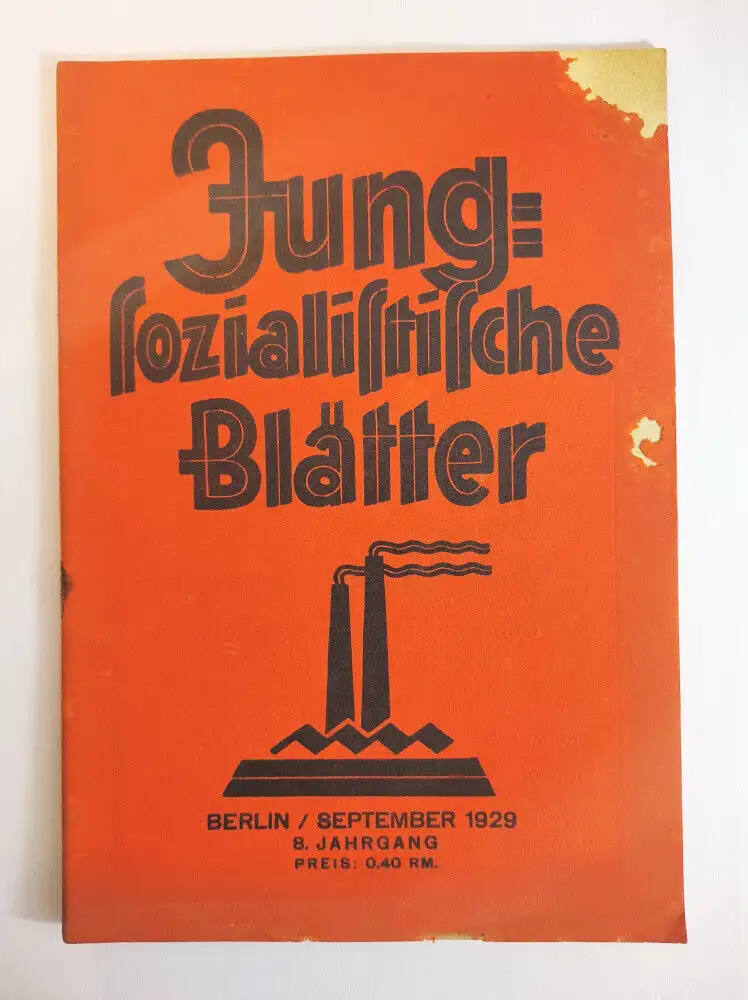 Jung=
sozialistische
Blätter
BERLIN / SEPTEMBER 1929
8. JAHRGANG
PREIS: 0.40 RM.